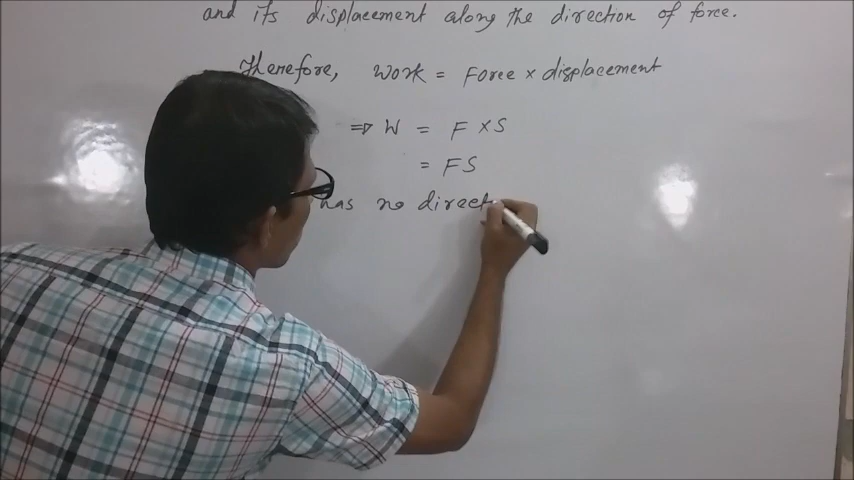 and its displacement along the direction of force.
Therefore, Work = Force × displacement
⇒ W = F × S
= FS
has no direct